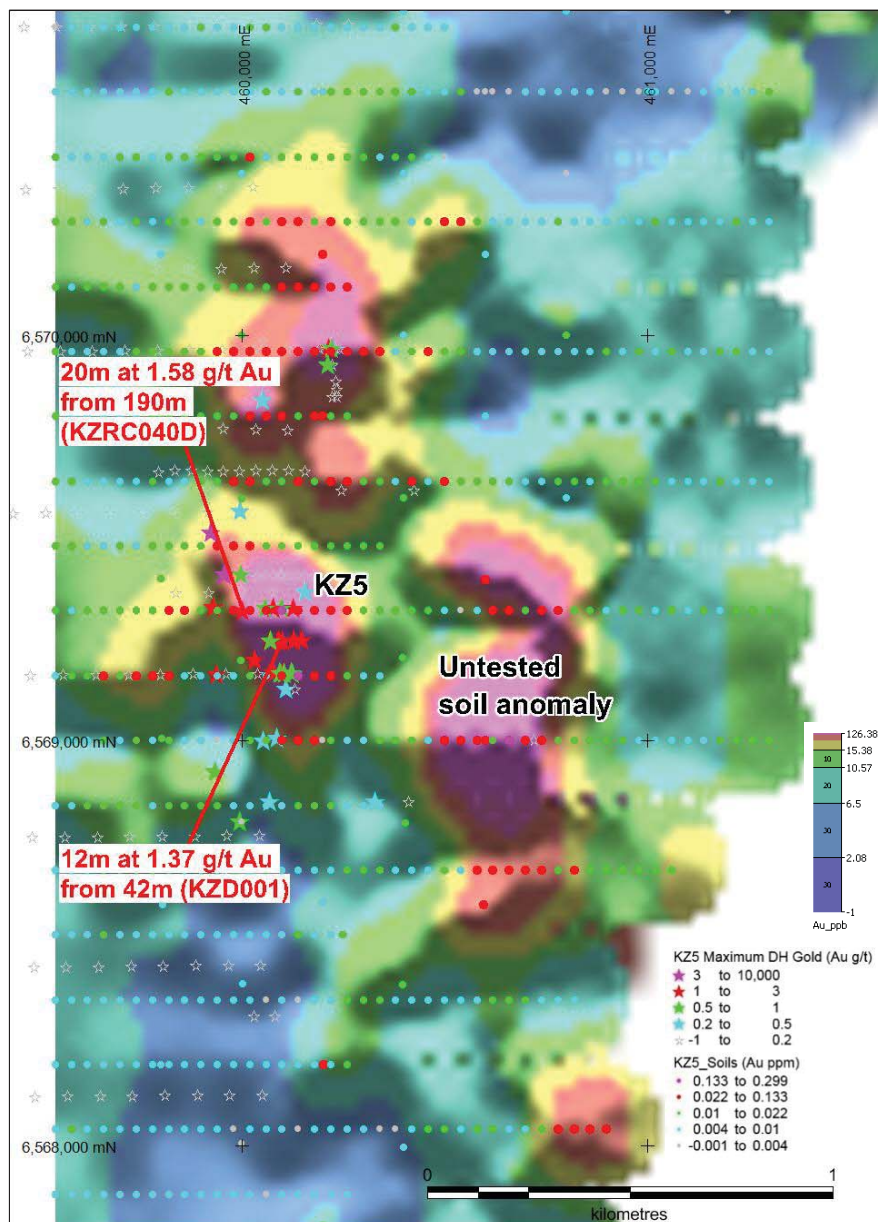 460,000 mE
461,000 mE
6,570,000 mN
20m at 1.58 g/t Au
from 190m
(KZRC040D)
KZ5
Untested
soil anomaly
6,569,000 mN
12m at 1.37 g/t Au
from 42m (KZD001)
126.38
15.38
10
10.57
20
6.5
30
2.08
30
-1
Au_ppb
KZ5 Maximum DH Gold (Au g/t)
3 to 10,000
1 to 3
0.5 to 1
0.2 to 0.5
-1 to 0.2
KZ5_Soils (Au ppm)
0.133 to 0.299
0.022 to 0.133
0.01 to 0.022
0.004 to 0.01
-0.001 to 0.004
6,568,000 mN
0 1
kilometres